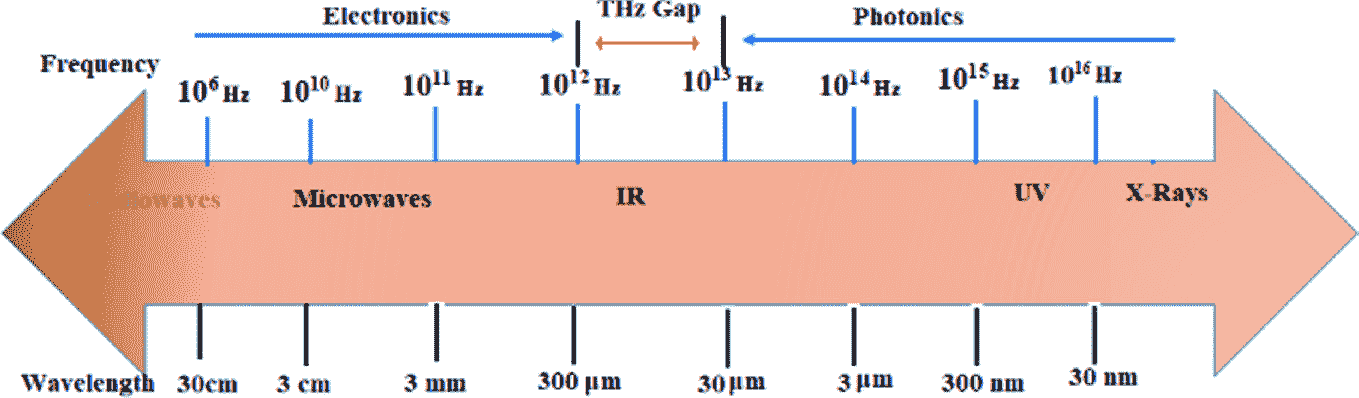 Electronics
THz Gap
Photonics
Frequency
10⁶ Hz
10¹⁰ Hz
10¹¹ Hz
10¹² Hz
10¹³ Hz
10¹⁴ Hz
10¹⁵ Hz
10¹⁶ Hz
Microwaves
IR
UV
X-Rays
Wavelength
30cm
3 cm
3 mm
300 μm
30 μm
3 μm
300 nm
30 nm